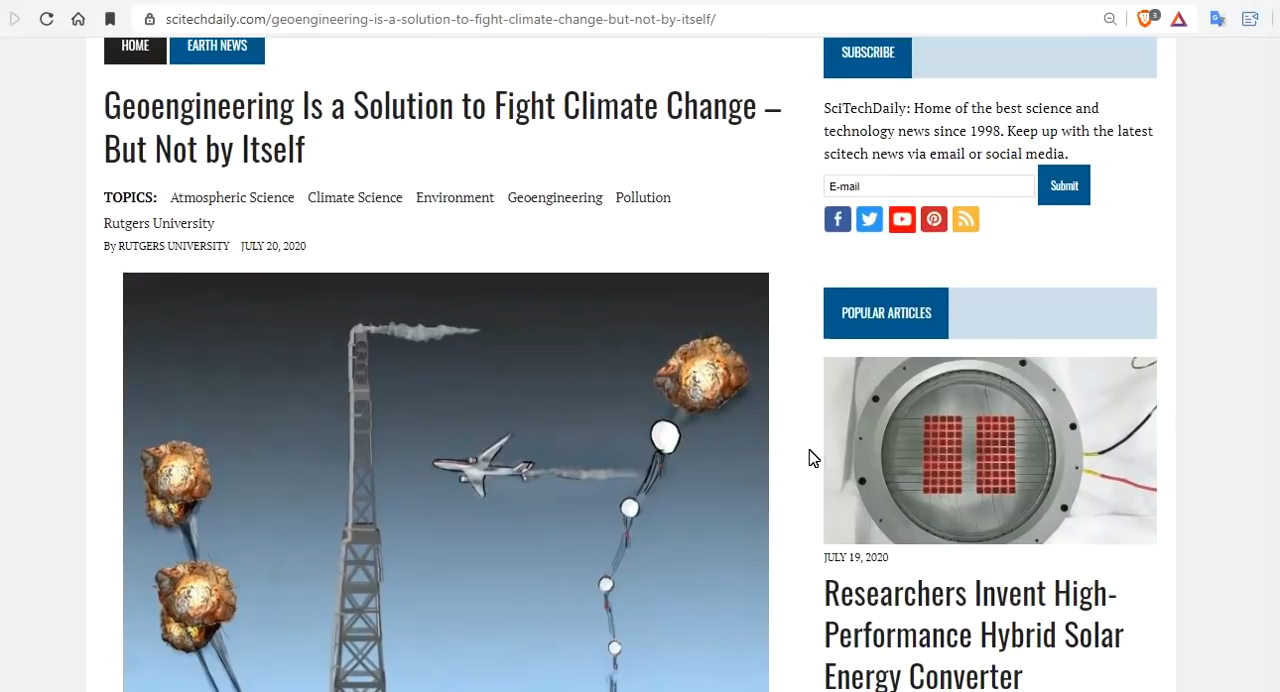 scitechdaily.com/geoengineering-is-a-solution-to-fight-climate-change-but-not-by-itself/
3
HOME
EARTH NEWS
Geoengineering Is a Solution to Fight Climate Change –
But Not by Itself
TOPICS: Atmospheric Science Climate Science Environment Geoengineering Pollution
Rutgers University
By RUTGERS UNIVERSITY JULY 20, 2020
SUBSCRIBE
SciTechDaily: Home of the best science and
technology news since 1998. Keep up with the latest
scitech news via email or social media.
E-mail
Submit
POPULAR ARTICLES
JULY 19, 2020
Researchers Invent High-
Performance Hybrid Solar
Energy Converter